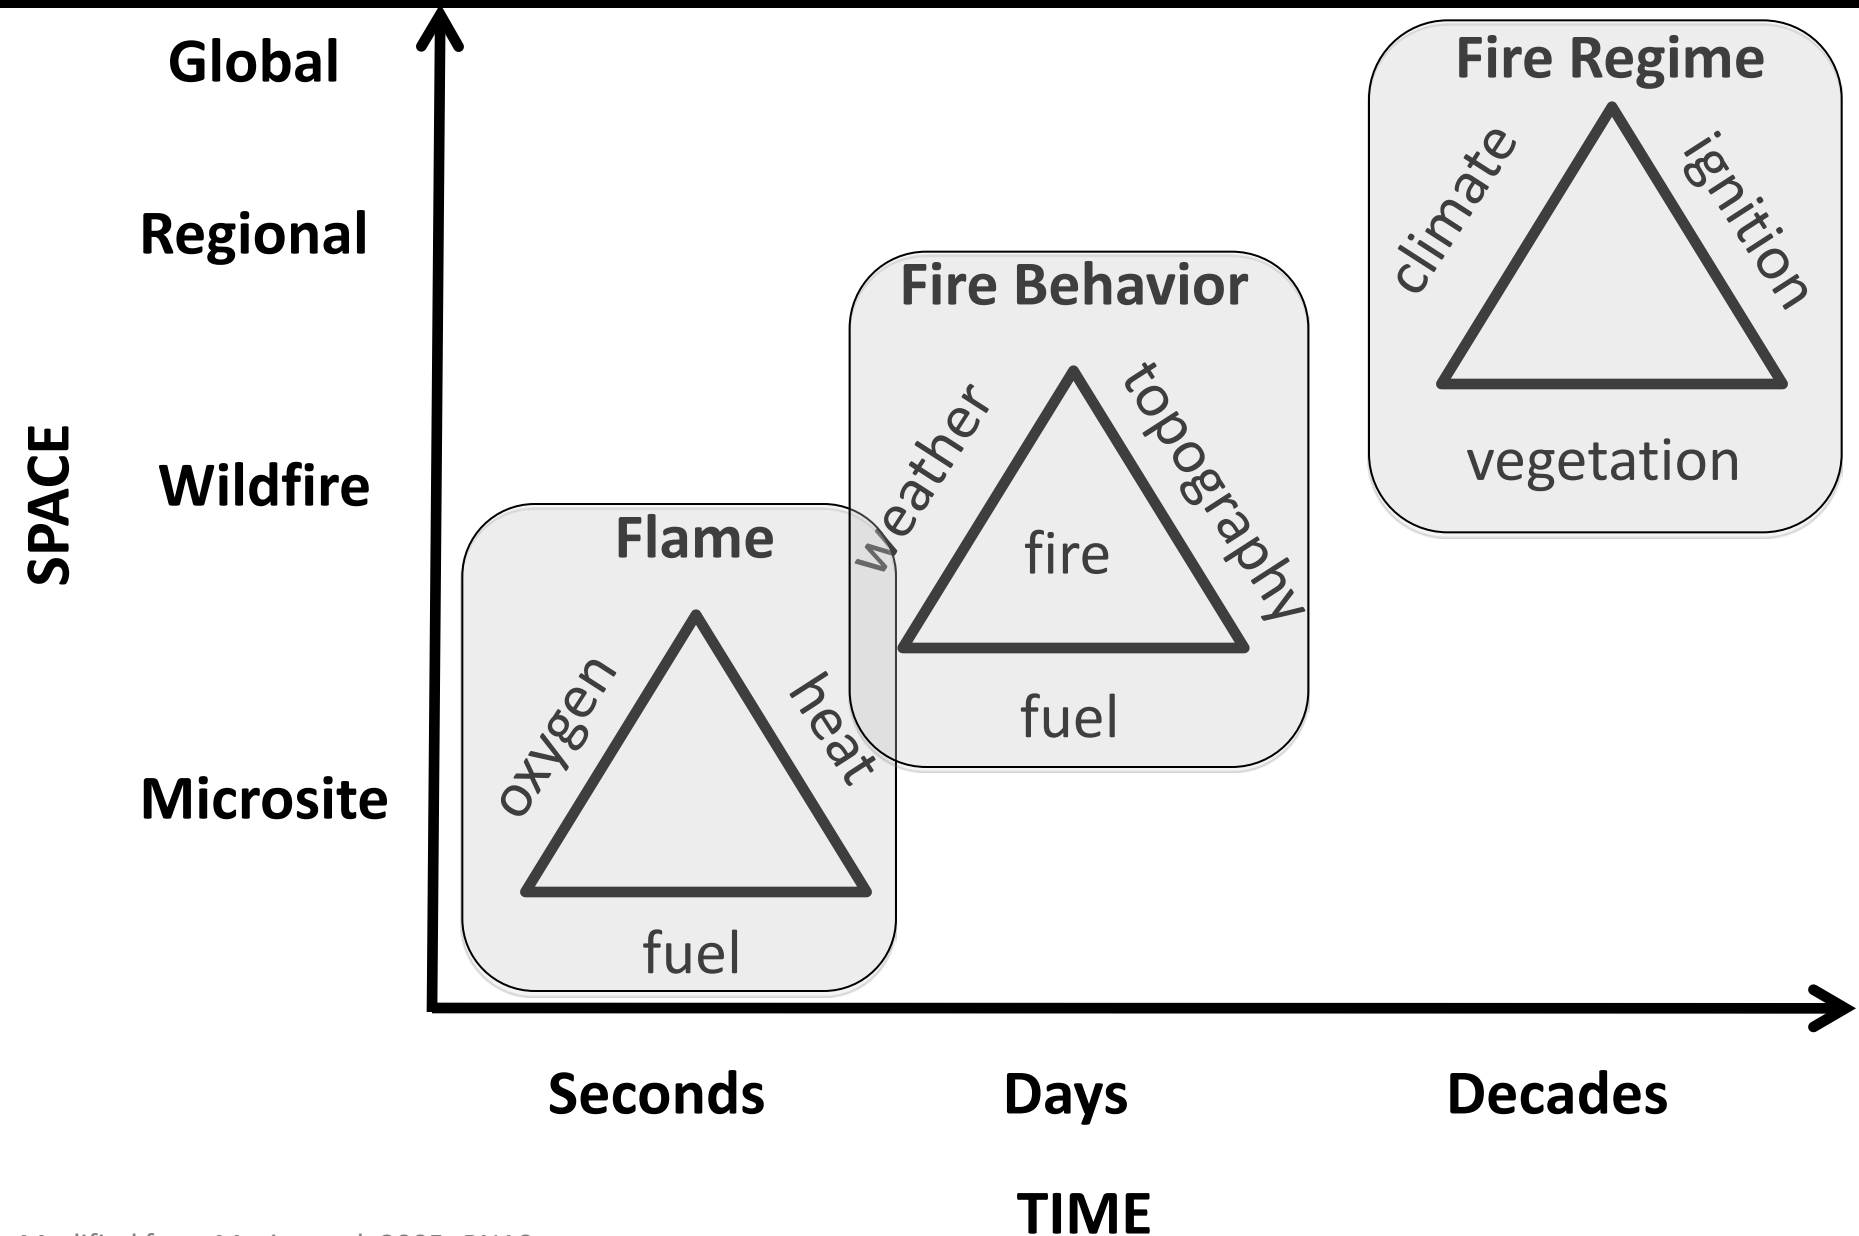 Global
Regional
Wildfire
Microsite
SPACE
Fire Regime
climate
ignition
vegetation
Fire Behavior
weather
topography
fire
fuel
Flame
oxygen
heat
fuel
Seconds
Days
Decades
TIME